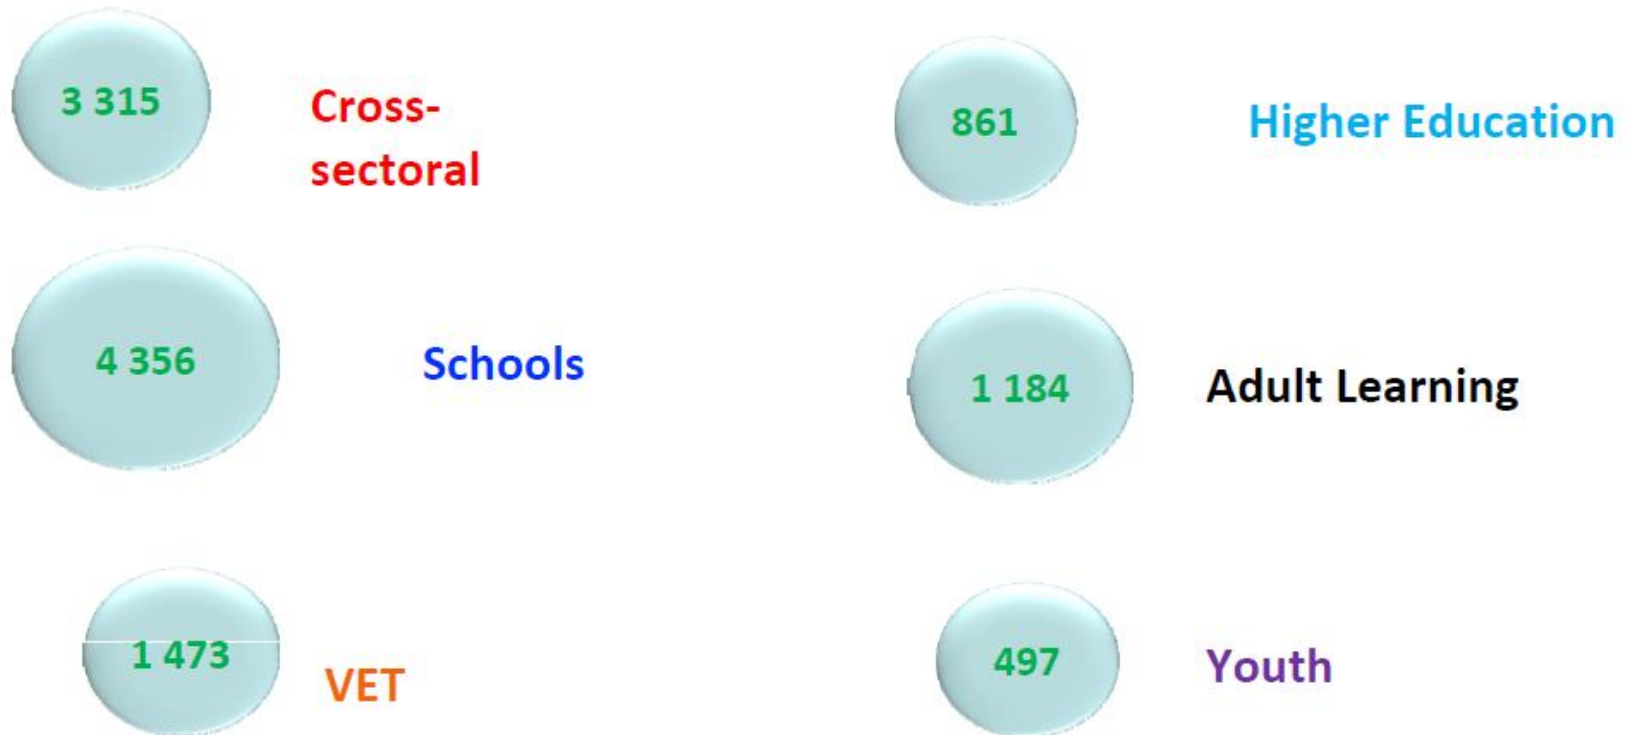 3 315
Cross-
sectoral
861
Higher Education
4 356
Schools
1 184
Adult Learning
1 473
VET
497
Youth